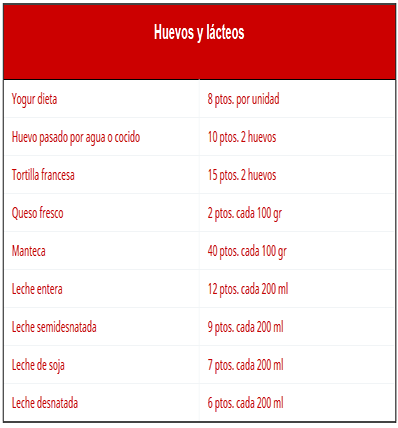 Huevos y lácteos
Yogur dieta 8 ptos. por unidad
Huevo pasado por agua o cocido 10 ptos. 2 huevos
Tortilla francesa 15 ptos. 2 huevos
Queso fresco 2 ptos. cada 100 gr
Manteca 40 ptos. cada 100 gr
Leche entera 12 ptos. cada 200 ml
Leche semidesnatada 9 ptos. cada 200 ml
Leche de soja 7 ptos. cada 200 ml
Leche desnatada 6 ptos. cada 200 ml